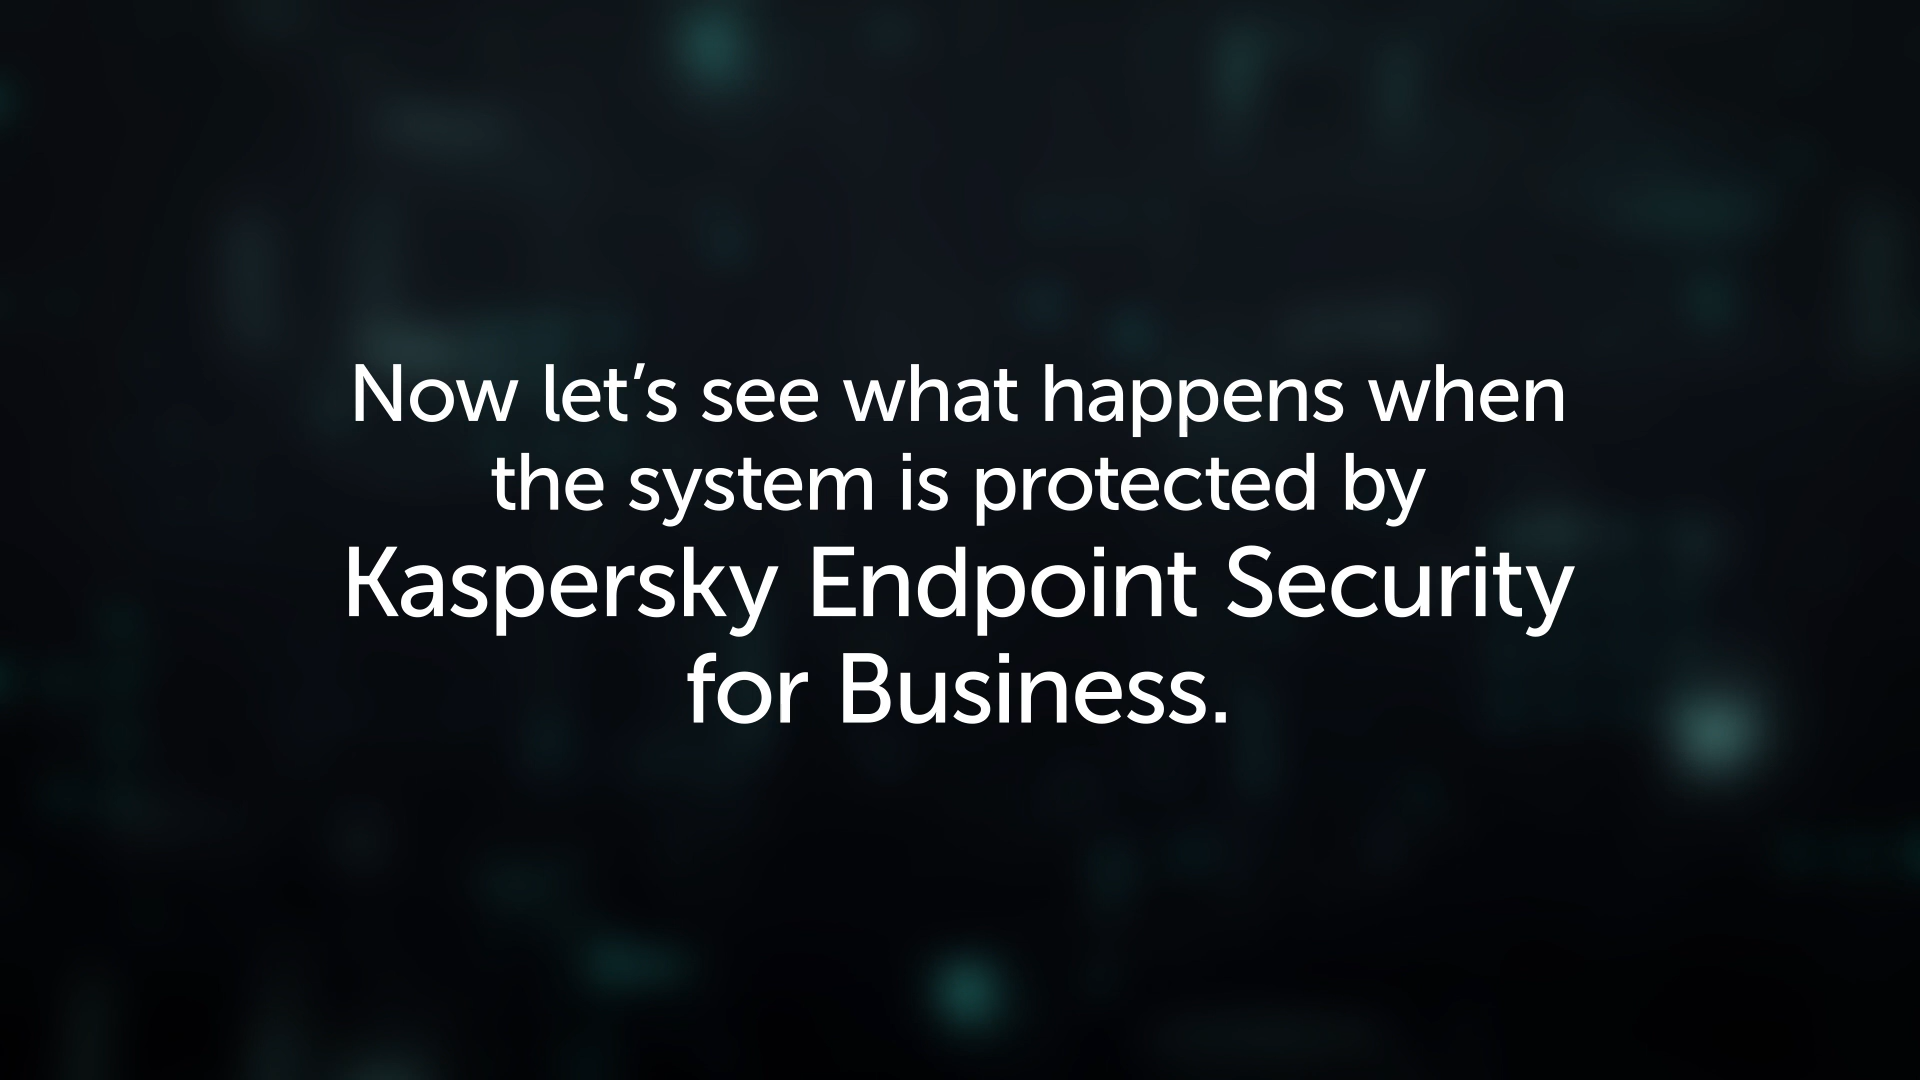 Now let’s see what happens when
the system is protected by
Kaspersky Endpoint Security
for Business.